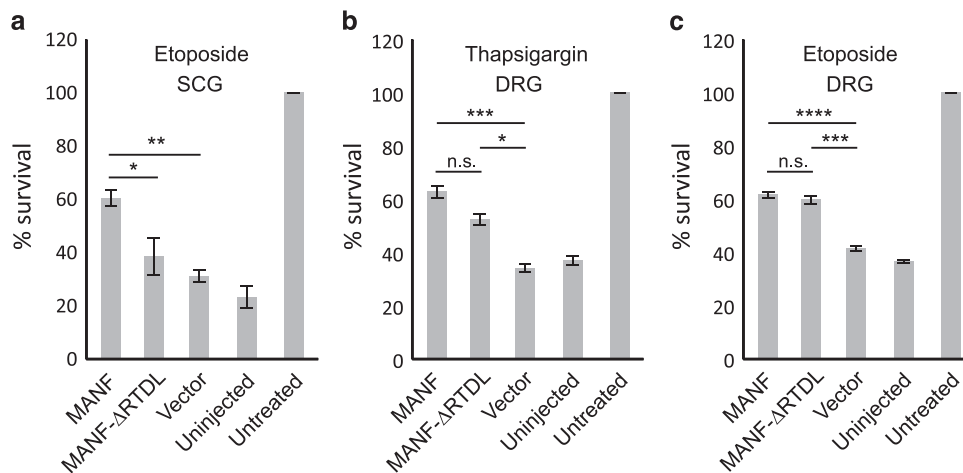 a
Etoposide
SCG
% survival
120
100
80
60
40
20
0
**
*
MANF
MANF-ΔRTDL
Vector
Uninjected
Untreated
b
Thapsigargin
DRG
% survival
120
100
80
60
40
20
0
***
*
n.s.
MANF
MANF-ΔRTDL
Vector
Uninjected
Untreated
c
Etoposide
DRG
% survival
120
100
80
60
40
20
0
****
***
n.s.
MANF
MANF-ΔRTDL
Vector
Uninjected
Untreated